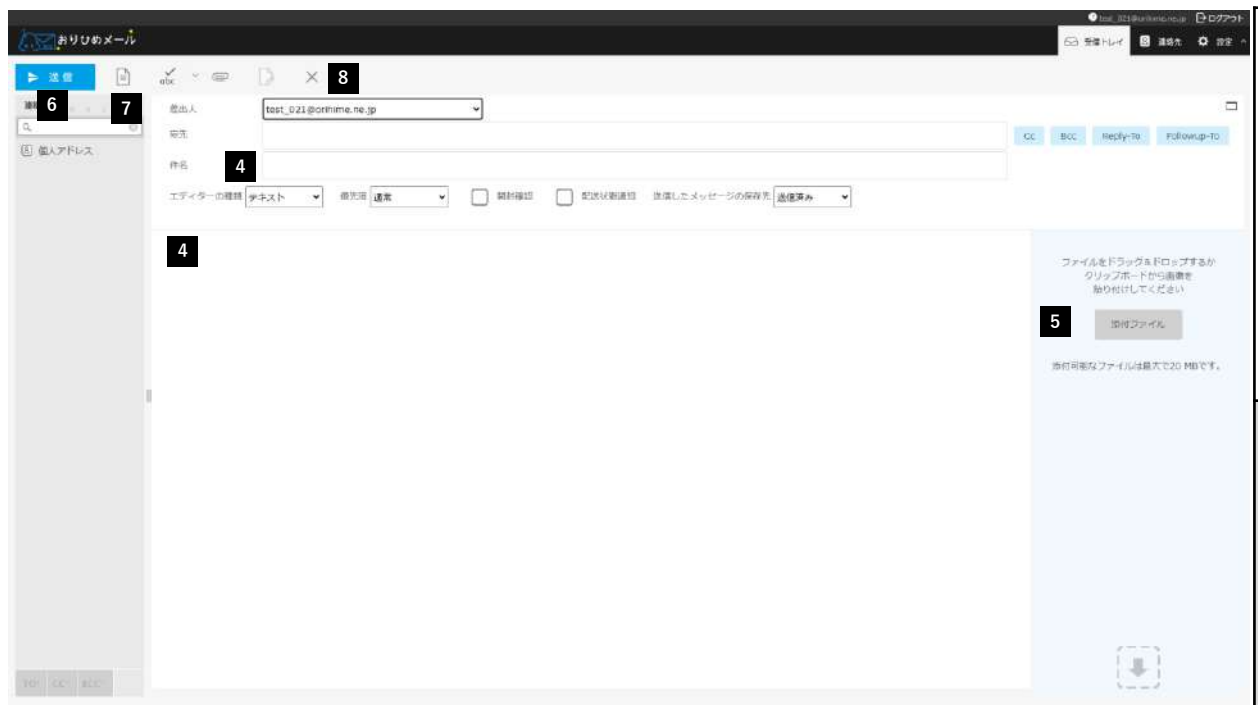 test_021@orihime.ne.jp ログアウト
おりひめメール
受信トレイ 連絡先 設定
送信 abc 8
6 7
差出人 test_021@orihime.ne.jp
宛先 Cc Bcc Reply-To Followup-To
個人アドレス
件名 4
エディターの種類 テキスト 優先度 通常 開封確認 配送状態通知 送信したメッセージの保存先 送信済み
4
ファイルをドラッグ&ドロップするか
クリップボードから画像を
貼り付けしてください
5 添付ファイル
添付可能なファイルは最大で20 MBです。
TO+ CC+ BCC+